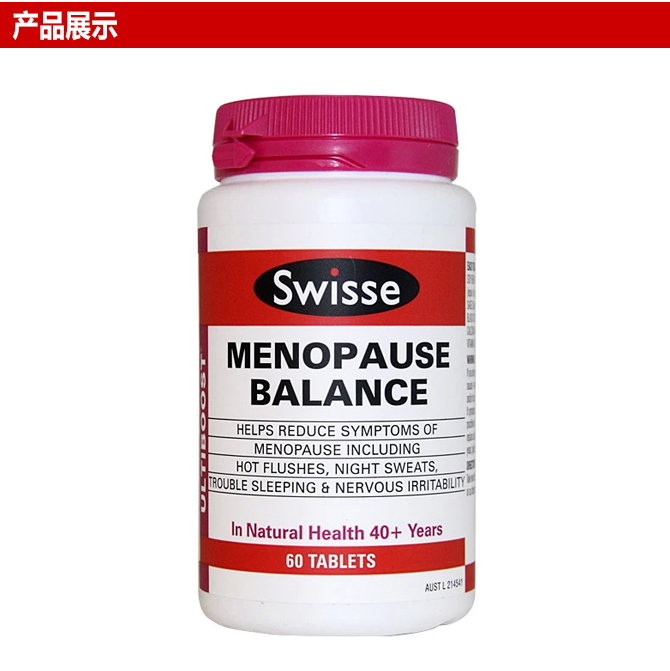 产品展示
Swisse
MENOPAUSE
BALANCE
HELPS REDUCE SYMPTOMS OF
MENOPAUSE INCLUDING
HOT FLUSHES, NIGHT SWEATS,
TROUBLE SLEEPING & NERVOUS IRRITABILITY
In Natural Health 40+ Years
60 TABLETS
AUST L 214541
ULTIBOOST